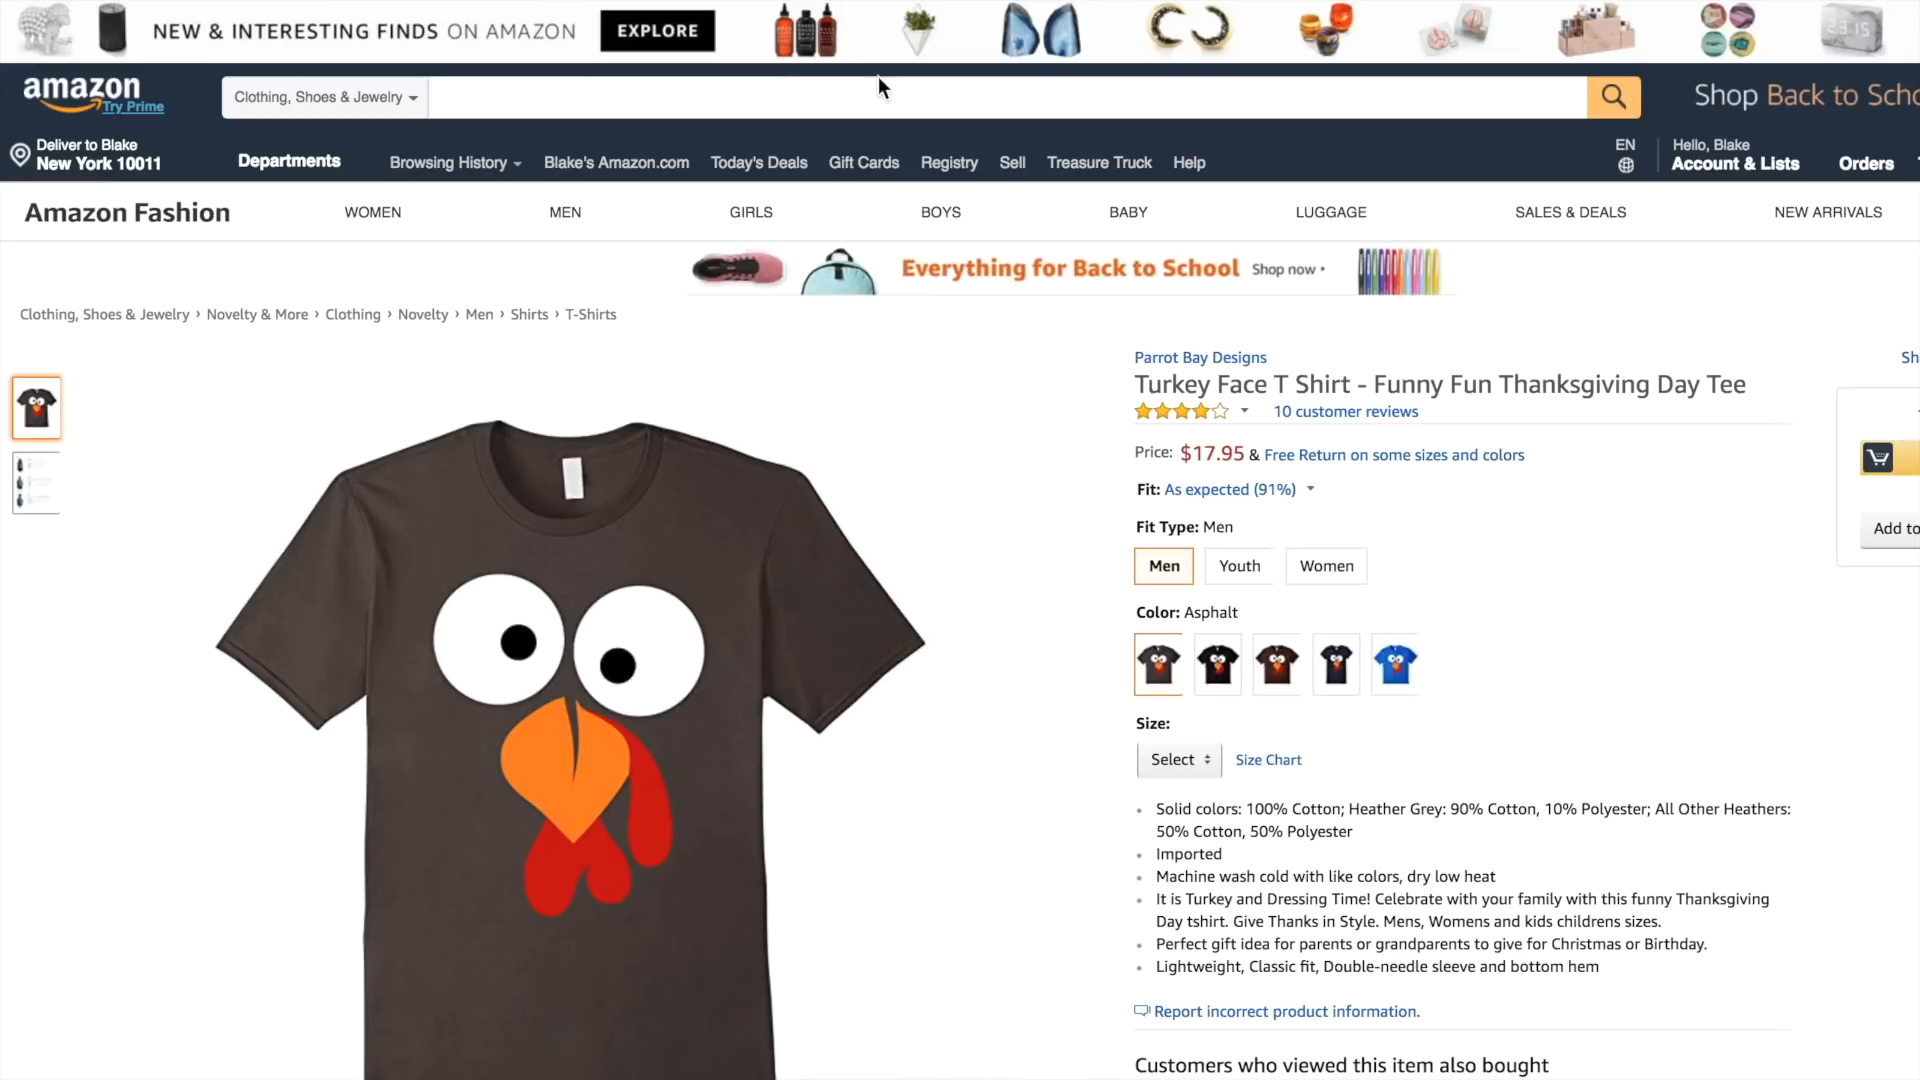 NEW & INTERESTING FINDS ON AMAZON
EXPLORE
23:15
amazon
Try Prime
Clothing, Shoes & Jewelry
Shop Back to Scho
Deliver to Blake
New York 10011
Departments
Browsing History
Blake's Amazon.com
Today's Deals
Gift Cards
Registry
Sell
Treasure Truck
Help
EN
Hello, Blake
Account & Lists
Orders
Amazon Fashion
WOMEN
MEN
GIRLS
BOYS
BABY
LUGGAGE
SALES & DEALS
NEW ARRIVALS
Everything for Back to School Shop now
Clothing, Shoes & Jewelry › Novelty & More › Clothing › Novelty › Men › Shirts › T-Shirts
Parrot Bay Designs
Sh
Turkey Face T Shirt - Funny Fun Thanksgiving Day Tee
10 customer reviews
Price: $17.95 & Free Return on some sizes and colors
Fit: As expected (91%)
Fit Type: Men
Add to
Men
Youth
Women
Color: Asphalt
Size:
Select
Size Chart
Solid colors: 100% Cotton; Heather Grey: 90% Cotton, 10% Polyester; All Other Heathers:
50% Cotton, 50% Polyester
Imported
Machine wash cold with like colors, dry low heat
It is Turkey and Dressing Time! Celebrate with your family with this funny Thanksgiving
Day tshirt. Give Thanks in Style. Mens, Womens and kids childrens sizes.
Perfect gift idea for parents or grandparents to give for Christmas or Birthday.
Lightweight, Classic fit, Double-needle sleeve and bottom hem
Report incorrect product information.
Customers who viewed this item also bought